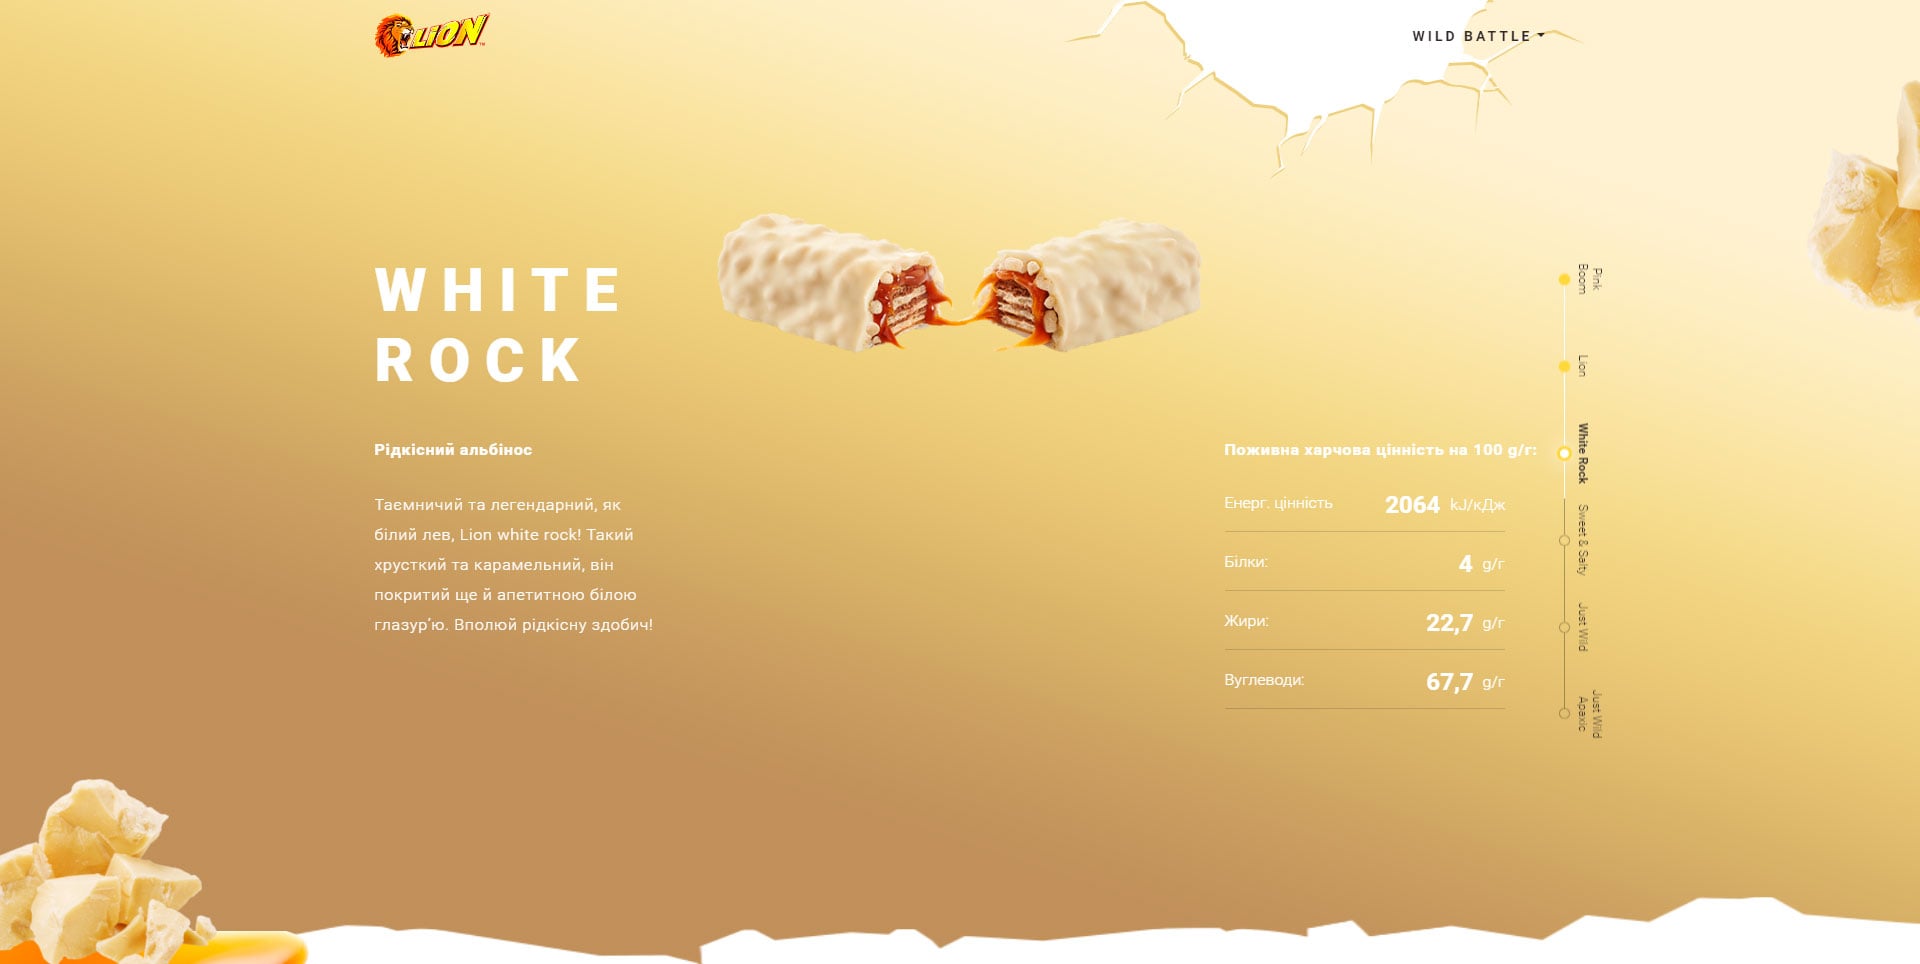 LION
WILD BATTLE
WHITE
ROCK
Рідкісний альбінос
Таємничий та легендарний, як
білий лев, Lion white rock! Такий
хрусткий та карамельний, він
покритий ще й апетитною білою
глазур’ю. Вполюй рідкісну здобич!
Поживна харчова цінність на 100 g/г:
Енерг. цінність 2064 kJ/кДж
Білки: 4 g/г
Жири: 22,7 g/г
Вуглеводи: 67,7 g/г
Pink
Boom
Lion
White Rock
Sweet & Salty
Just Wild
Just Wild
Арахіс